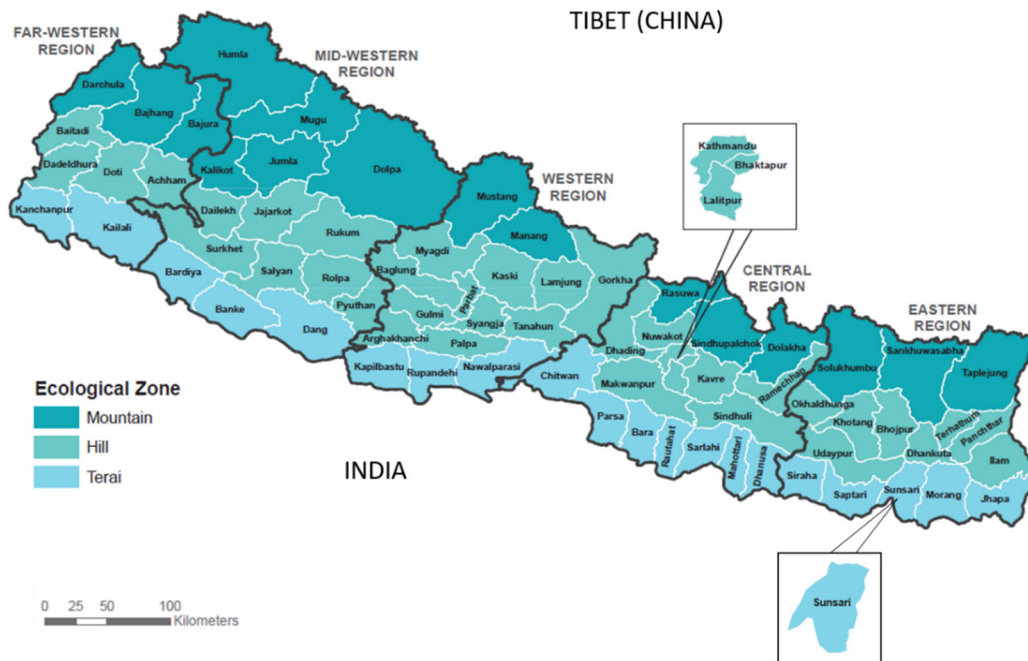 TIBET (CHINA)
FAR-WESTERN
REGION
MID-WESTERN
REGION
Humla
Darchula
Bajhang
Bajura
Mugu
Baitadi
Dadeldhura
Doti
Achham
Kalikot
Jumla
Dolpa
Kanchanpur
Kailali
Dailekh
Jajarkot
Rukum
Surkhet
Salyan
Rolpa
Bardiya
Banke
Dang
Pyuthan
WESTERN
REGION
Mustang
Manang
Myagdi
Baglung
Parbat
Kaski
Lamjung
Gorkha
Gulmi
Syangja
Tanahun
Arghakhanchi
Palpa
Kapilbastu
Rupandehi
Nawalparasi
Kathmandu
Bhaktapur
Lalitpur
CENTRAL
REGION
Rasuwa
Nuwakot
Sindhupalchok
Dolakha
Dhading
Chitwan
Makwanpur
Kavre
Ramechhap
Sindhuli
Parsa
Bara
Rautahat
Sarlahi
Mahottari
Dhanusa
EASTERN
REGION
Sankhuwasabha
Solukhumbu
Taplejung
Okhaldhunga
Khotang
Bhojpur
Terhathum
Panchthar
Udaypur
Dhankuta
Ilam
Siraha
Saptari
Sunsari
Morang
Jhapa
Sunsari
Ecological Zone
Mountain
Hill
Terai
INDIA
0 25 50 100
Kilometers